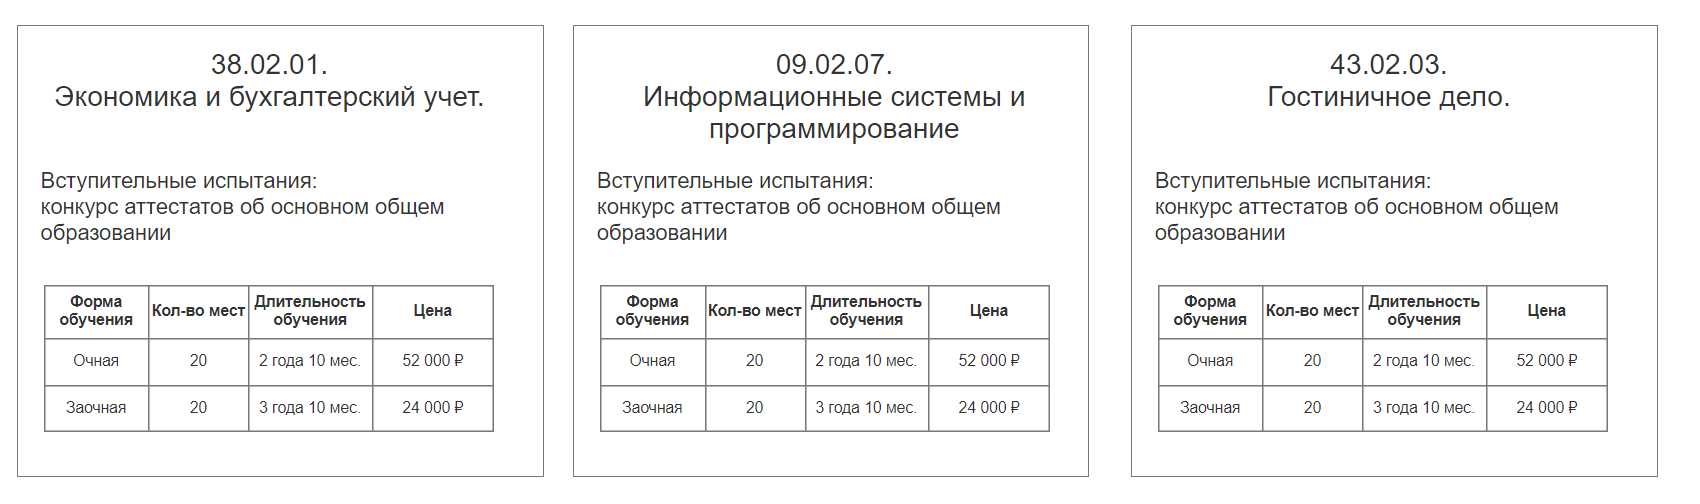 38.02.01.
Экономика и бухгалтерский учет.
Вступительные испытания:
конкурс аттестатов об основном общем
образовании
Форма обучения Кол-во мест Длительность обучения Цена
Очная 20 2 года 10 мес. 52 000 ₽
Заочная 20 3 года 10 мес. 24 000 ₽
09.02.07.
Информационные системы и
программирование
Вступительные испытания:
конкурс аттестатов об основном общем
образовании
Форма обучения Кол-во мест Длительность обучения Цена
Очная 20 2 года 10 мес. 52 000 ₽
Заочная 20 3 года 10 мес. 24 000 ₽
43.02.03.
Гостиничное дело.
Вступительные испытания:
конкурс аттестатов об основном общем
образовании
Форма обучения Кол-во мест Длительность обучения Цена
Очная 20 2 года 10 мес. 52 000 ₽
Заочная 20 3 года 10 мес. 24 000 ₽